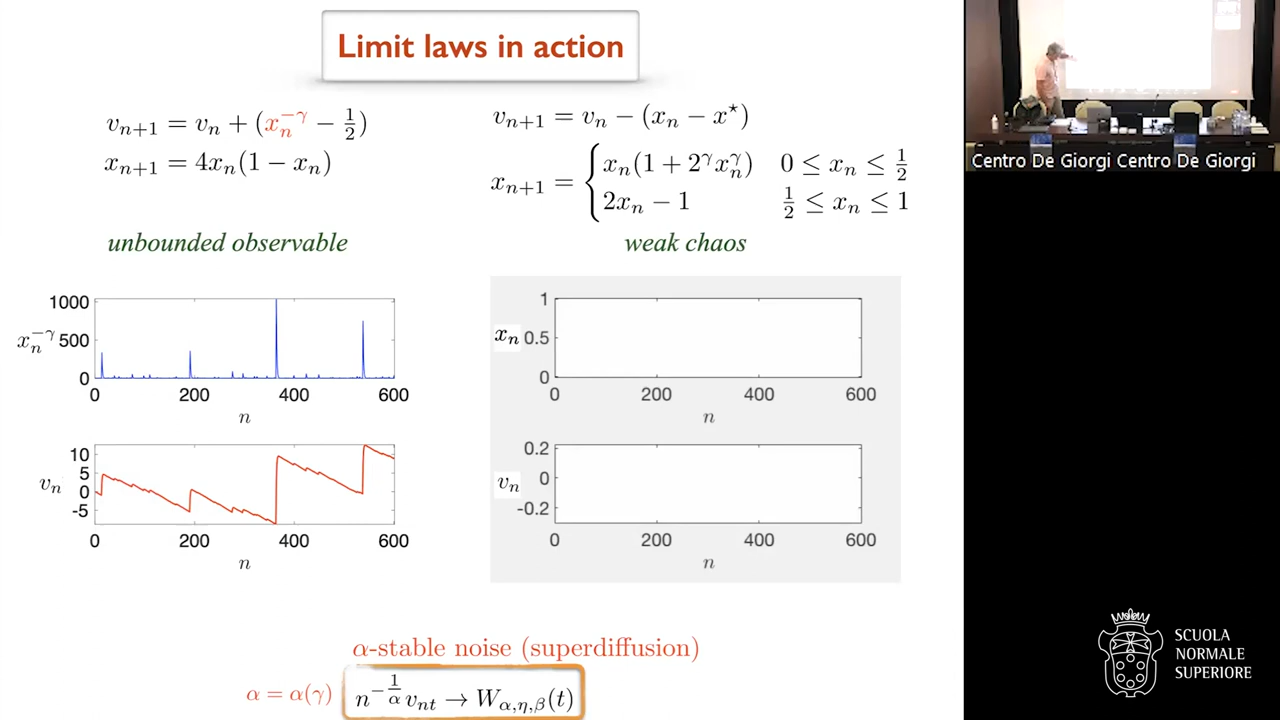 Limit laws in action
v_{n+1} = v_n + (x_n^{-γ} − 1/2)
x_{n+1} = 4x_n(1 − x_n)
unbounded observable
v_{n+1} = v_n − (x_n − x^⋆)
x_{n+1} = { x_n(1 + 2^γ x_n^γ) 0 ≤ x_n ≤ 1/2
2x_n − 1 1/2 ≤ x_n ≤ 1
weak chaos
1000
x_n^{-γ} 500
0
0 200 400 600
n
10
5
v_n 0
-5
0 200 400 600
n
1
x_n 0.5
0
0 200 400 600
n
0.2
v_n 0
-0.2
0 200 400 600
n
α-stable noise (superdiffusion)
α = α(γ) n^{-1/α} v_{nt} → W_{α,η,β}(t)
Centro De Giorgi Centro De Giorgi
SCUOLA
NORMALE
SUPERIORE